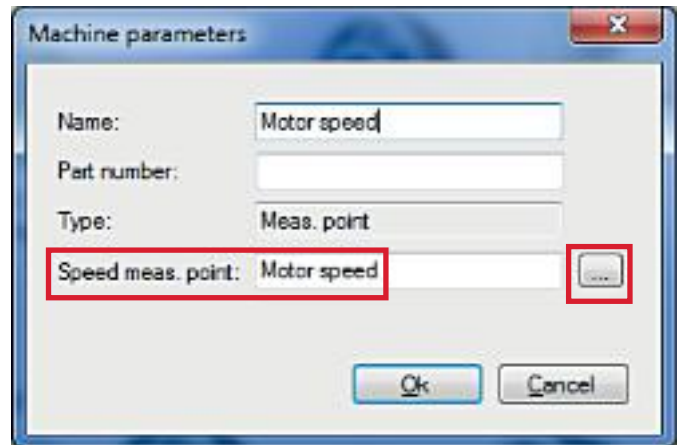 Machine parameters
Name: Motor speed
Part number:
Type: Meas. point
Speed meas. point: Motor speed ...
Ok Cancel